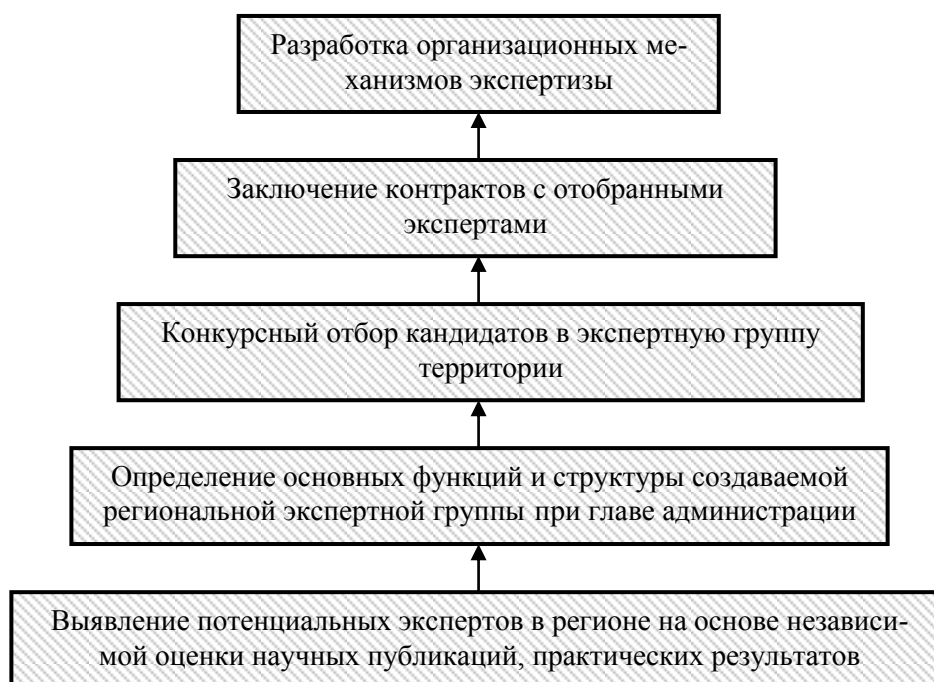 Разработка организационных ме-
ханизмов экспертизы
Заключение контрактов с отобранными
экспертами
Конкурсный отбор кандидатов в экспертную группу
территории
Определение основных функций и структуры создаваемой
региональной экспертной группы при главе администрации
Выявление потенциальных экспертов в регионе на основе независи-
мой оценки научных публикаций, практических результатов